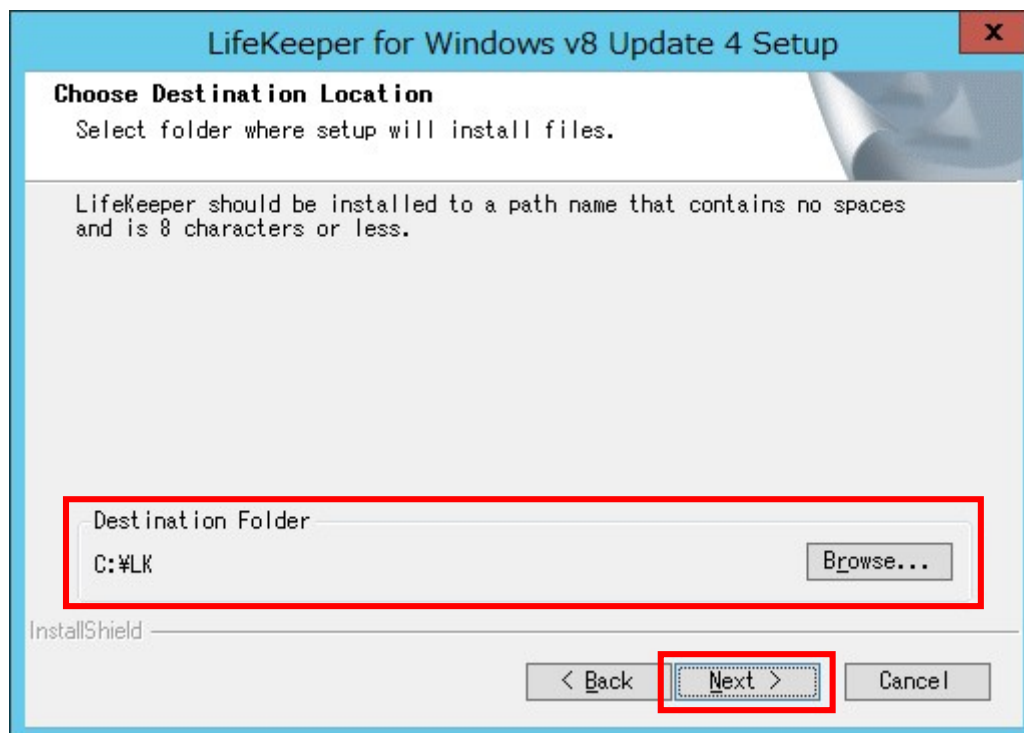 LifeKeeper for Windows v8 Update 4 Setup
x
Choose Destination Location
Select folder where setup will install files.
LifeKeeper should be installed to a path name that contains no spaces
and is 8 characters or less.
Destination Folder
C:¥LK
Browse...
InstallShield
< Back
Next >
Cancel